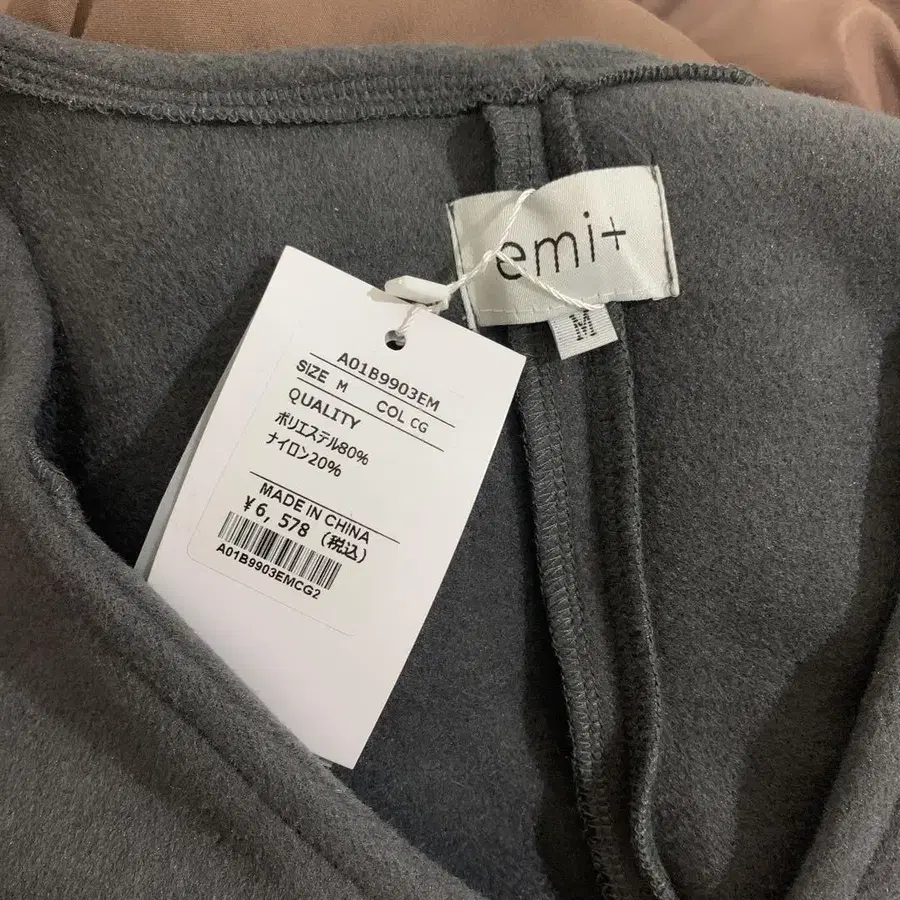 emi+
M
A01B9903EM
SIZE M COL CG
QUALITY
ポリエステル80%
ナイロン20%
MADE IN CHINA
¥6,578 (税込)
A01B9903EMCG2